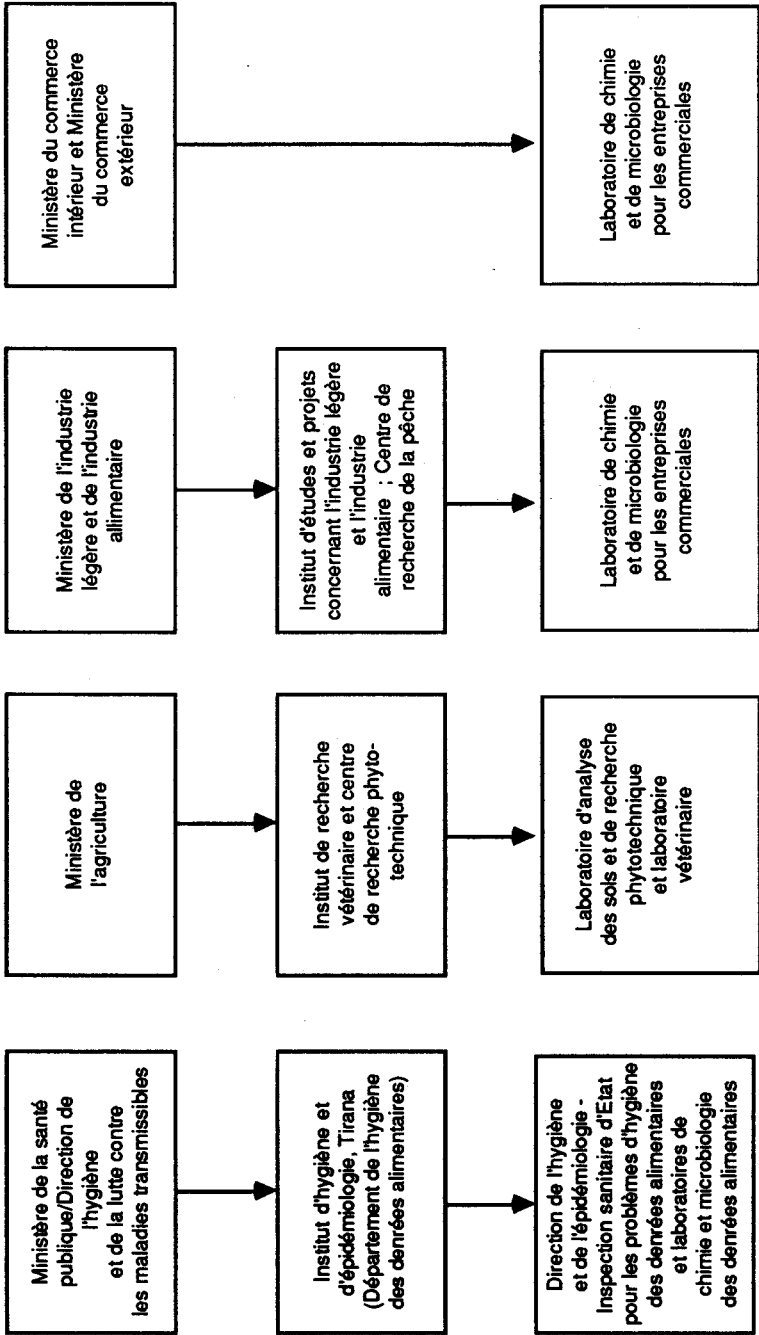 Ministère de la santé
publique/Direction de
l'hygiène
et de la lutte contre
les maladies transmissibles
Ministère de
l'agriculture
Ministère de l'industrie
légère et de l'industrie
allimentaire
Ministère du commerce
intérieur et Ministère
du commerce
extérieur
Institut d'hygiène et
d'épidémiologie, Tirana
(Département de l'hygiène
des denrées alimentaires)
Institut de recherche
vétérinaire et centre
de recherche phyto-
technique
Institut d'études et projets
concernant l'industrie légère
et l'industrie
alimentaire ; Centre de
recherche de la pêche
Direction de l'hygiène
et de l'épidémiologie -
Inspection sanitaire d'Etat
pour les problèmes d'hygiène
des denrées alimentaires
et laboratoires de
chimie et microbiologie
des denrées alimentaires
Laboratoire d'analyse
des sols et de recherche
phytotechnique
et laboratoire
vétérinaire
Laboratoire de chimie
et de microbiologie
pour les entreprises
commerciales
Laboratoire de chimie
et de microbiologie
pour les entreprises
commerciales